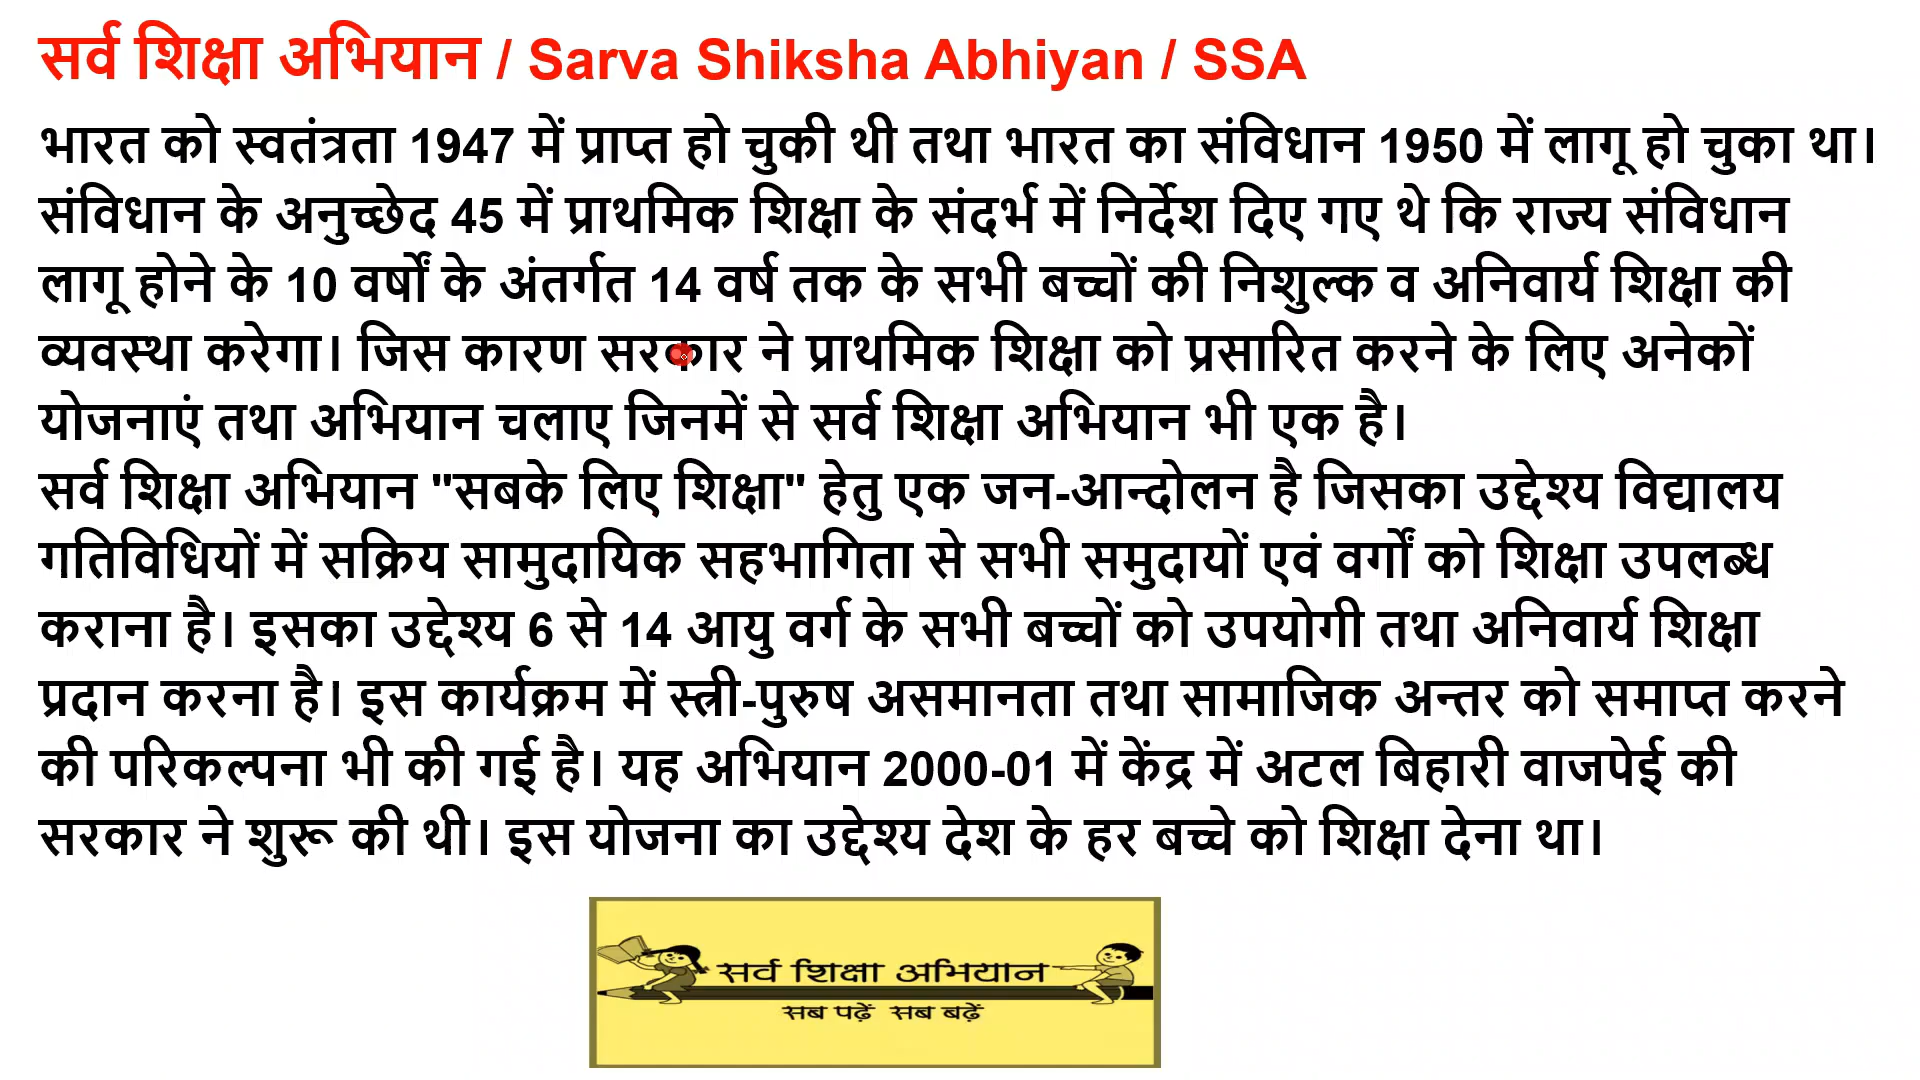 सर्व शिक्षा अभियान / Sarva Shiksha Abhiyan / SSA
भारत को स्वतंत्रता 1947 में प्राप्त हो चुकी थी तथा भारत का संविधान 1950 में लागू हो चुका था।
संविधान के अनुच्छेद 45 में प्राथमिक शिक्षा के संदर्भ में निर्देश दिए गए थे कि राज्य संविधान
लागू होने के 10 वर्षों के अंतर्गत 14 वर्ष तक के सभी बच्चों की निशुल्क व अनिवार्य शिक्षा की
व्यवस्था करेगा। जिस कारण सरकार ने प्राथमिक शिक्षा को प्रसारित करने के लिए अनेकों
योजनाएं तथा अभियान चलाए जिनमें से सर्व शिक्षा अभियान भी एक है।
सर्व शिक्षा अभियान "सबके लिए शिक्षा" हेतु एक जन-आन्दोलन है जिसका उद्देश्य विद्यालय
गतिविधियों में सक्रिय सामुदायिक सहभागिता से सभी समुदायों एवं वर्गों को शिक्षा उपलब्ध
कराना है। इसका उद्देश्य 6 से 14 आयु वर्ग के सभी बच्चों को उपयोगी तथा अनिवार्य शिक्षा
प्रदान करना है। इस कार्यक्रम में स्त्री-पुरुष असमानता तथा सामाजिक अन्तर को समाप्त करने
की परिकल्पना भी की गई है। यह अभियान 2000-01 में केंद्र में अटल बिहारी वाजपेई की
सरकार ने शुरू की थी। इस योजना का उद्देश्य देश के हर बच्चे को शिक्षा देना था।
सर्व शिक्षा अभियान
सब पढ़ें सब बढ़ें